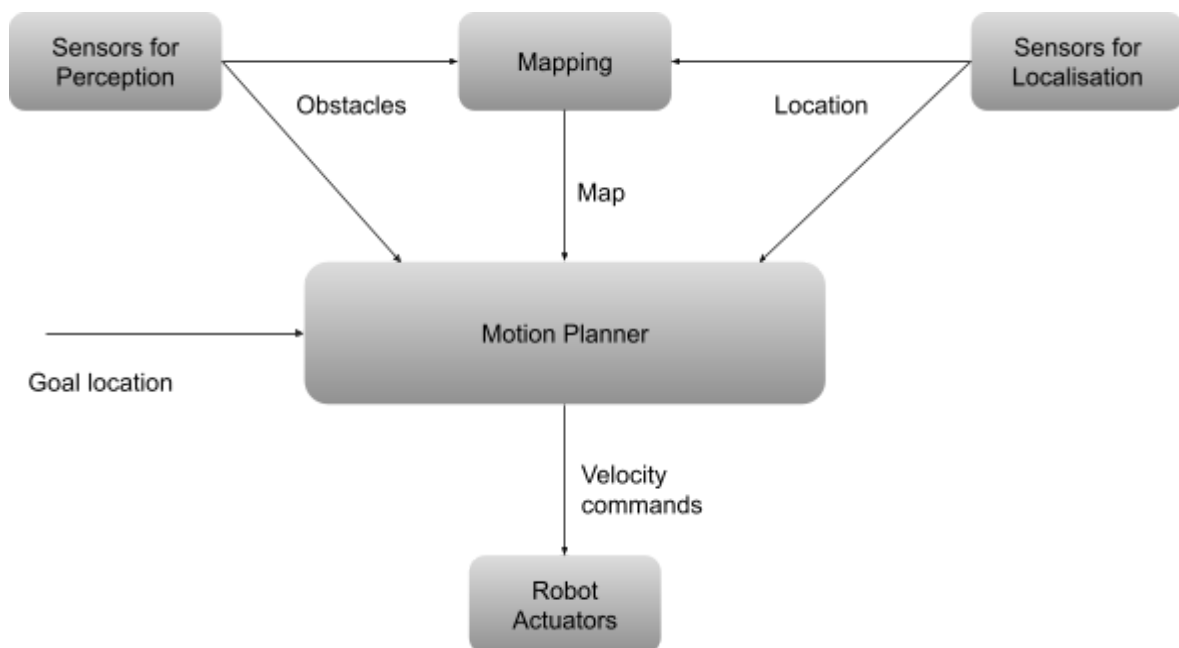 Sensors for
Perception
Mapping
Sensors for
Localisation
Obstacles
Location
Map
Motion Planner
Goal location
Velocity
commands
Robot
Actuators